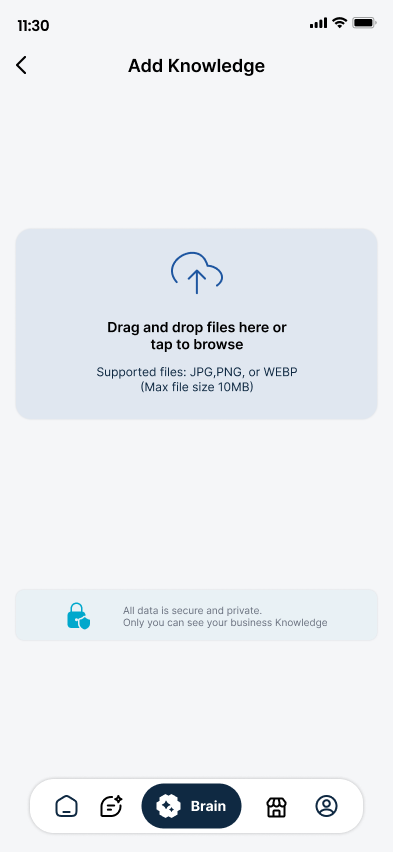 11:30
Add Knowledge
Drag and drop files here or
tap to browse
Supported files: JPG,PNG, or WEBP
(Max file size 10MB)
All data is secure and private.
Only you can see your business Knowledge
Brain